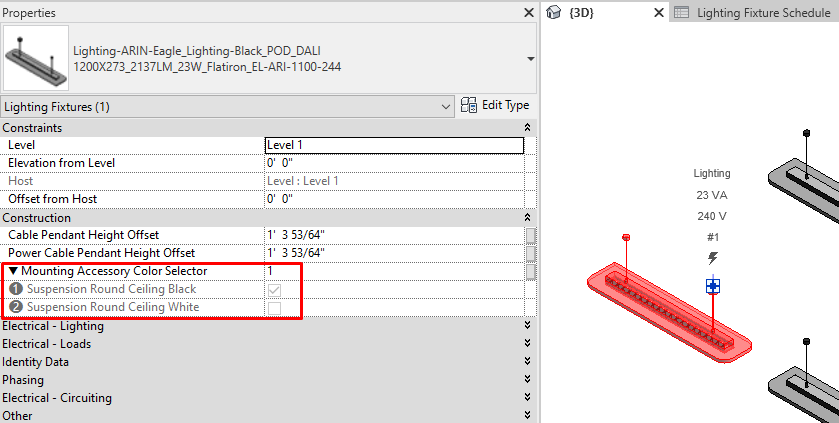 Properties
Lighting-ARIN-Eagle_Lighting-Black_POD_DALI
1200X273_2137LM_23W_Flatiron_EL-ARI-1100-244
Lighting Fixtures (1)
Edit Type
Constraints
Level Level 1
Elevation from Level 0' 0"
Host Level : Level 1
Offset from Host 0' 0"
Construction
Cable Pendant Height Offset 1' 3 53/64"
Power Cable Pendant Height Offset 1' 3 53/64"
▼ Mounting Accessory Color Selector 1
1 Suspension Round Ceiling Black
2 Suspension Round Ceiling White
Electrical - Lighting
Electrical - Loads
Identity Data
Phasing
Electrical - Circuiting
Other
{3D}
Lighting Fixture Schedule
Lighting
23 VA
240 V
#1